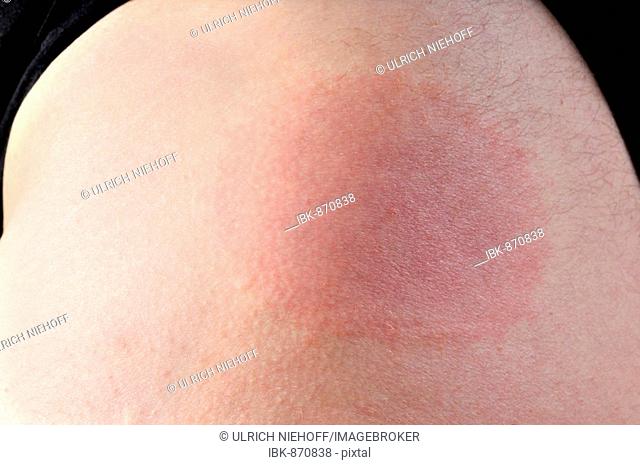 © ULRICH NIEHOFF
© ULRICH NIEHOFF
© ULRICH NIEHOFF
IBK-870838
IBK-870838
© ULRICH NIEHOFF
© ULRICH NIEHOFF
© ULRICH NIEHOFF/IMAGEBROKER
IBK-870838 - pixtal